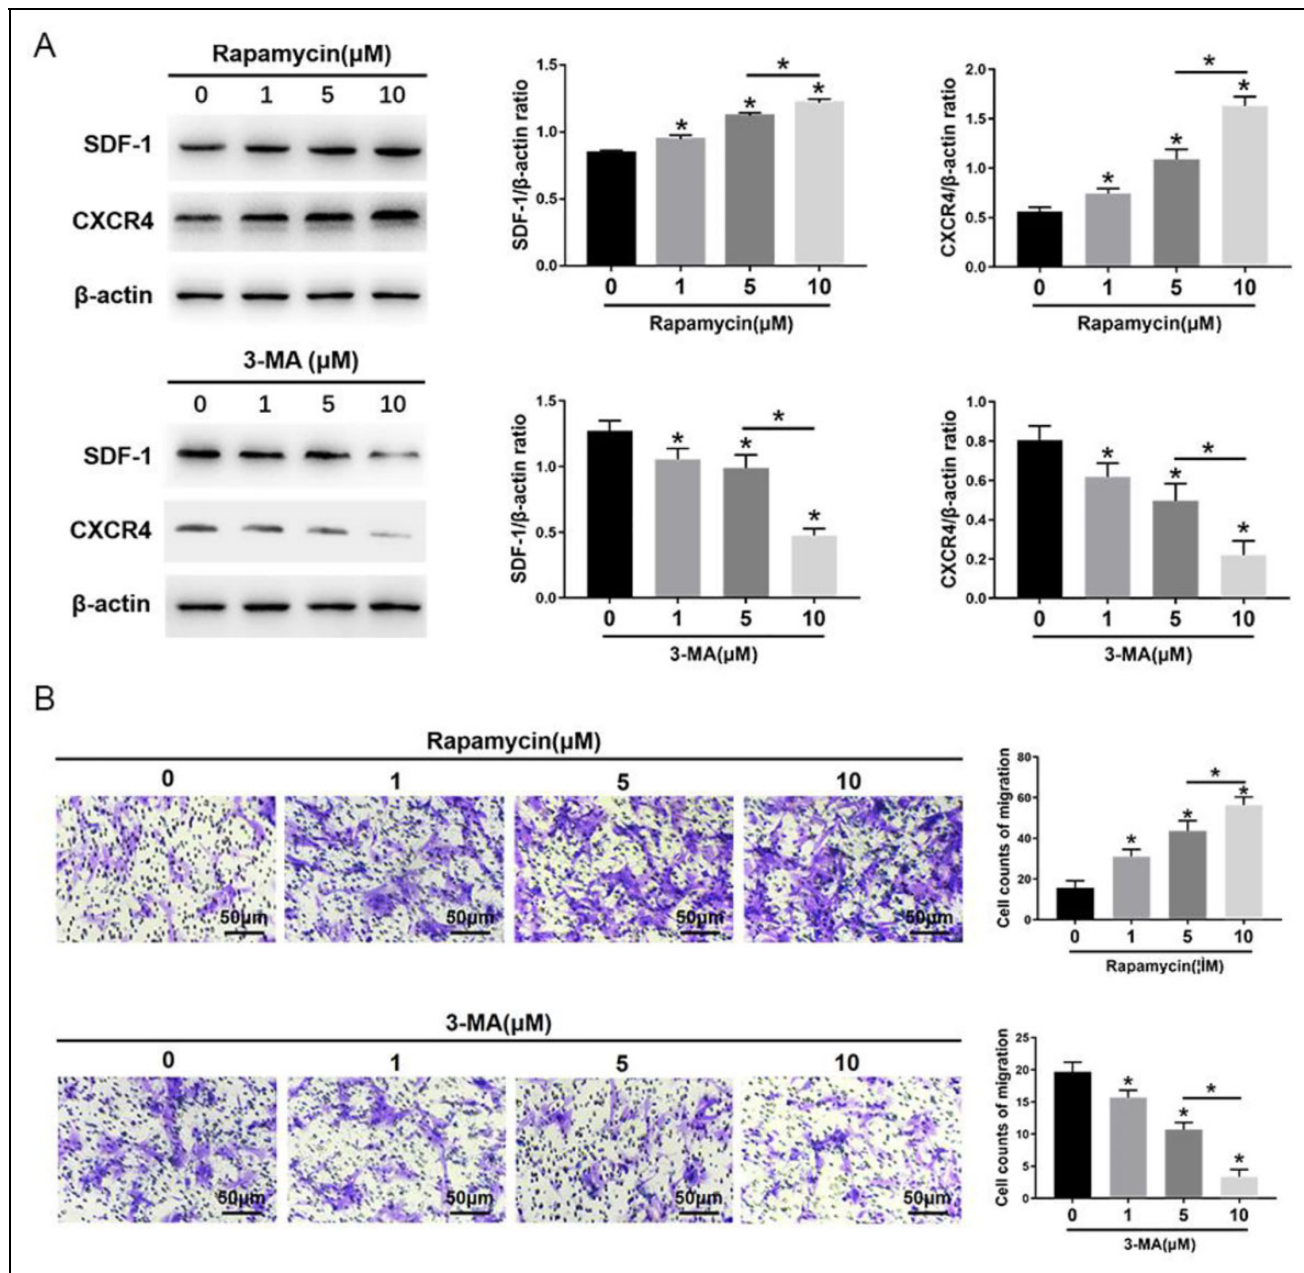 A
Rapamycin(μM)
0 1 5 10
SDF-1
CXCR4
β-actin
3-MA (μM)
0 1 5 10
SDF-1
CXCR4
β-actin
SDF-1/β-actin ratio
1.5
1.0
0.5
0.0
* * * *
0 1 5 10
Rapamycin(μM)
CXCR4/β-actin ratio
2.0
1.5
1.0
0.5
0.0
* * * *
0 1 5 10
Rapamycin(μM)
SDF-1/β-actin ratio
1.5
1.0
0.5
0.0
* * * *
0 1 5 10
3-MA(μM)
CXCR4/β-actin ratio
1.0
0.8
0.6
0.4
0.2
0.0
* * * *
0 1 5 10
3-MA(μM)
B
Rapamycin(μM)
0 1 5 10
50μm 50μm 50μm 50μm
Cell counts of migration
80
60
40
20
0
* * * *
0 1 5 10
Rapamycin(¦ÌM)
3-MA(μM)
0 1 5 10
50μm 50μm 50μm 50μm
Cell counts of migration
25
20
15
10
5
0
* * * *
0 1 5 10
3-MA(μM)